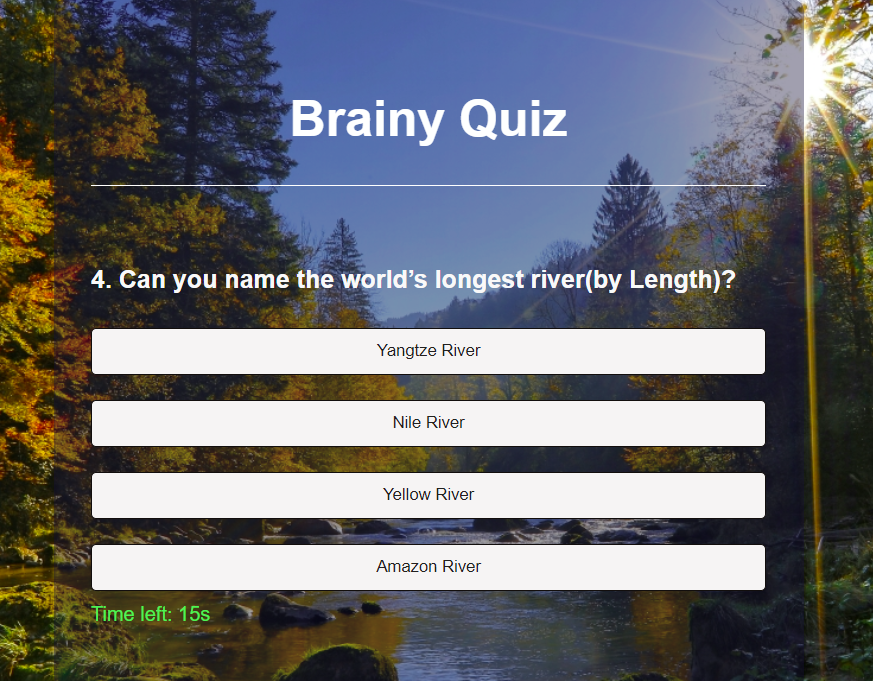 Brainy Quiz
4. Can you name the world’s longest river(by Length)?
Yangtze River
Nile River
Yellow River
Amazon River
Time left: 15s